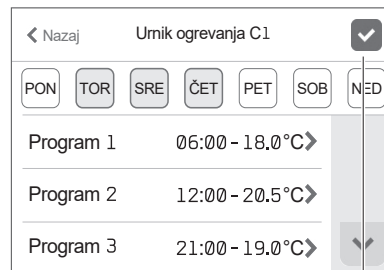 Nazaj Urnik ogrevanja C1
PON TOR SRE ČET PET SOB NED
Program 1 06:00-18.0°C
Program 2 12:00-20.5°C
Program 3 21:00-19.0°C